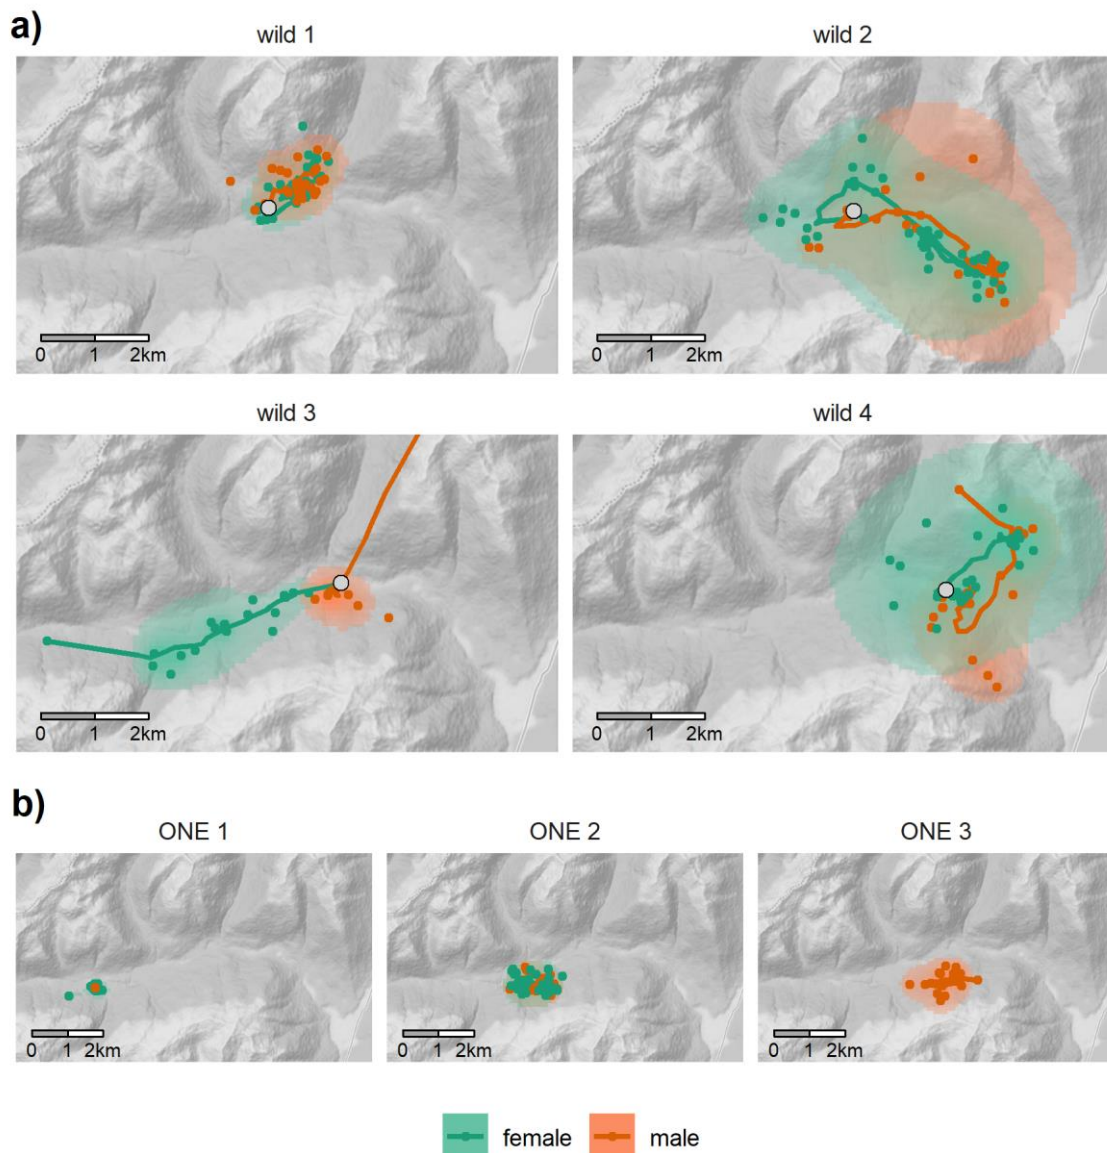 a)
wild 1
wild 2
0 1 2km
0 1 2km
wild 3
wild 4
0 1 2km
0 1 2km
b)
ONE 1
ONE 2
ONE 3
0 1 2km
0 1 2km
0 1 2km
female
male